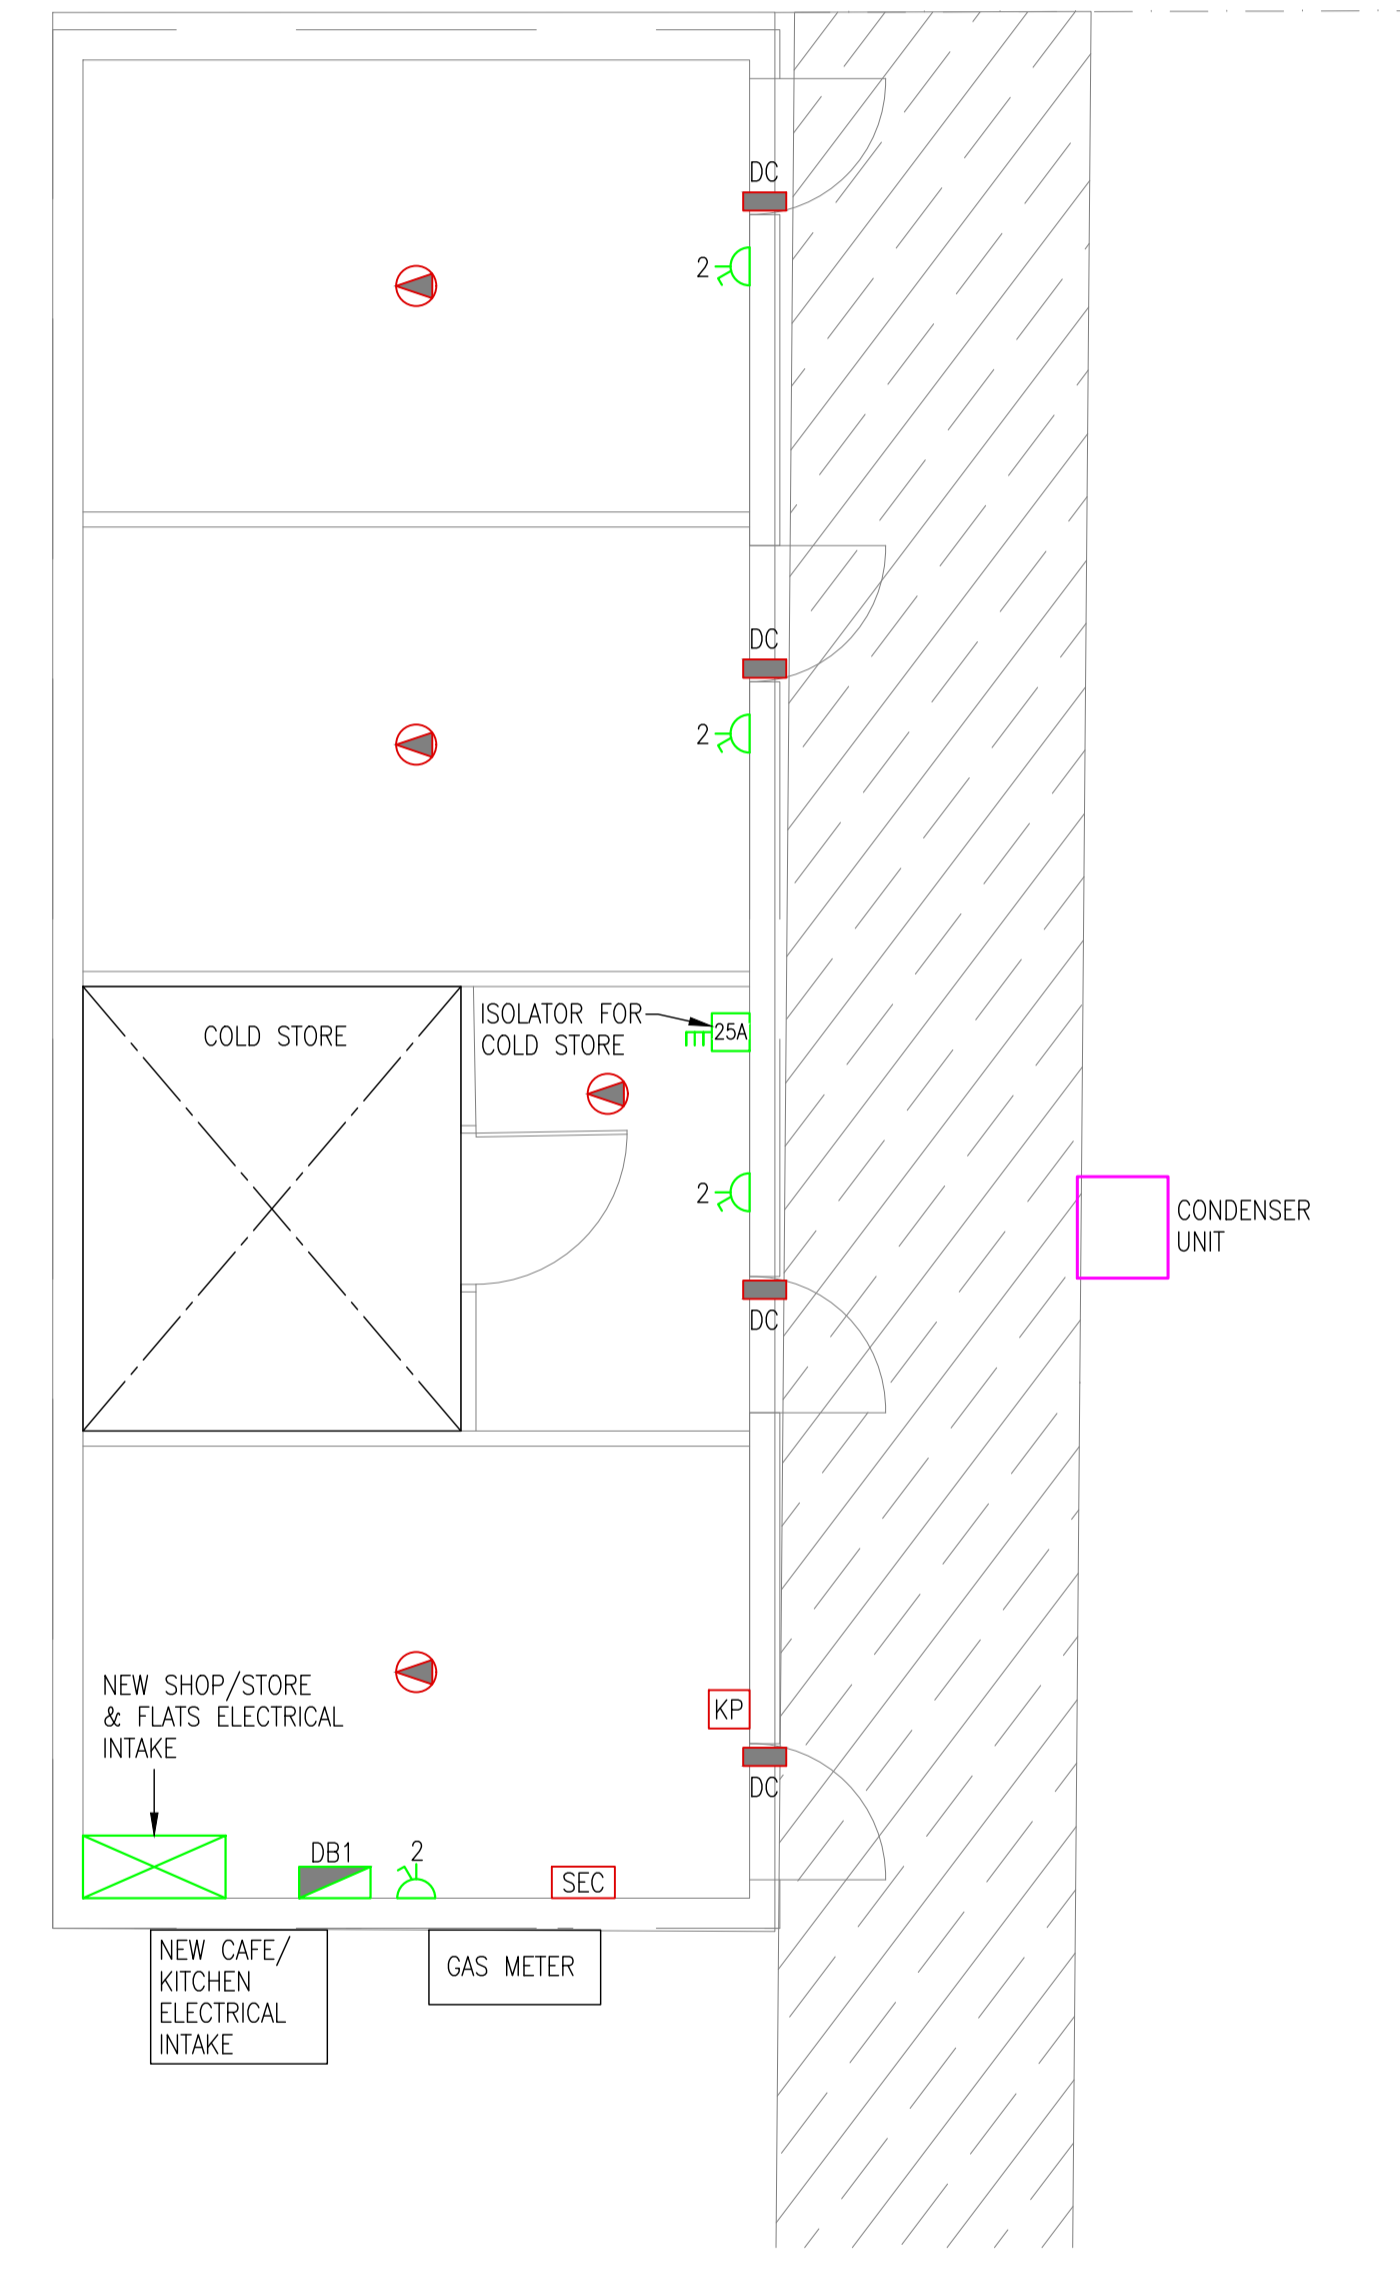 DC
2
DC
2
COLD STORE
ISOLATOR FOR
COLD STORE
25A
2
CONDENSER
UNIT
DC
NEW SHOP/STORE
& FLATS ELECTRICAL
INTAKE
KP
DC
DB1
2
SEC
NEW CAFE/
KITCHEN
ELECTRICAL
INTAKE
GAS METER